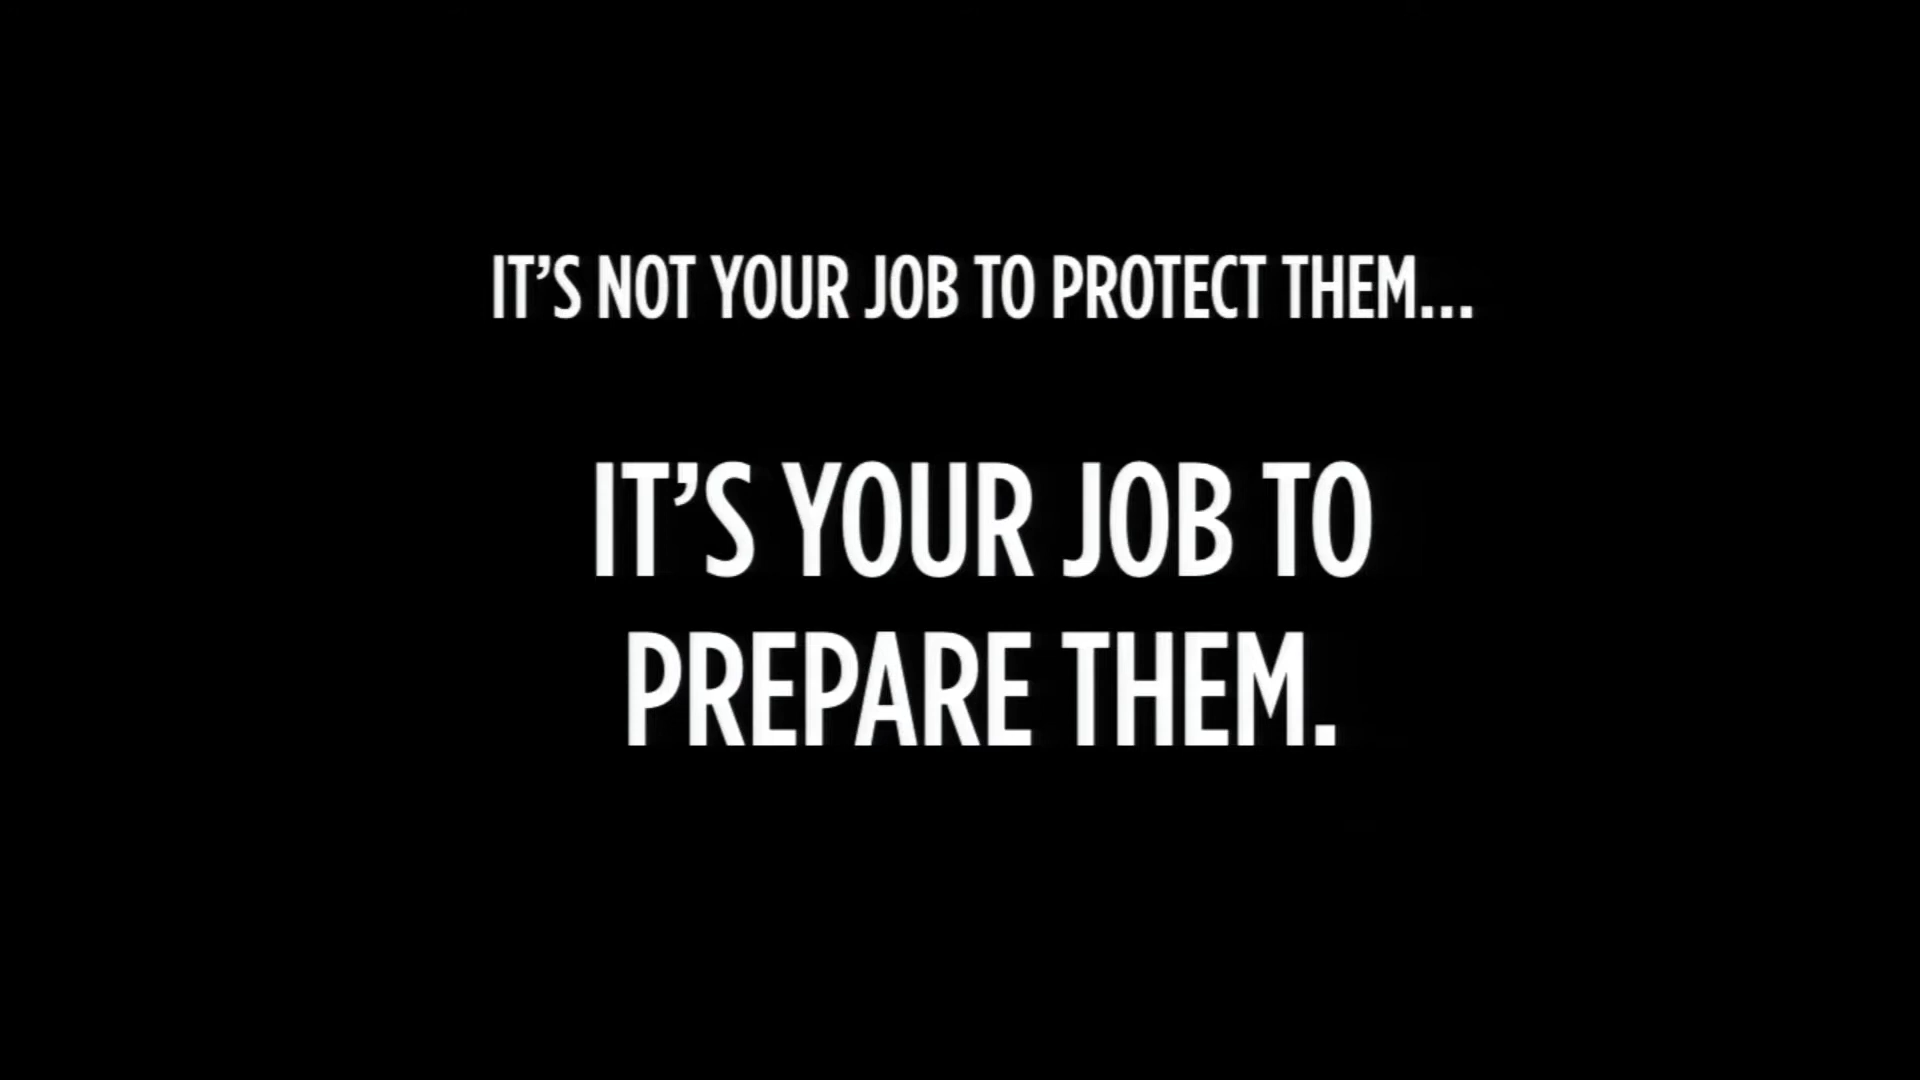 IT’S NOT YOUR JOB TO PROTECT THEM...
IT’S YOUR JOB TO
PREPARE THEM.